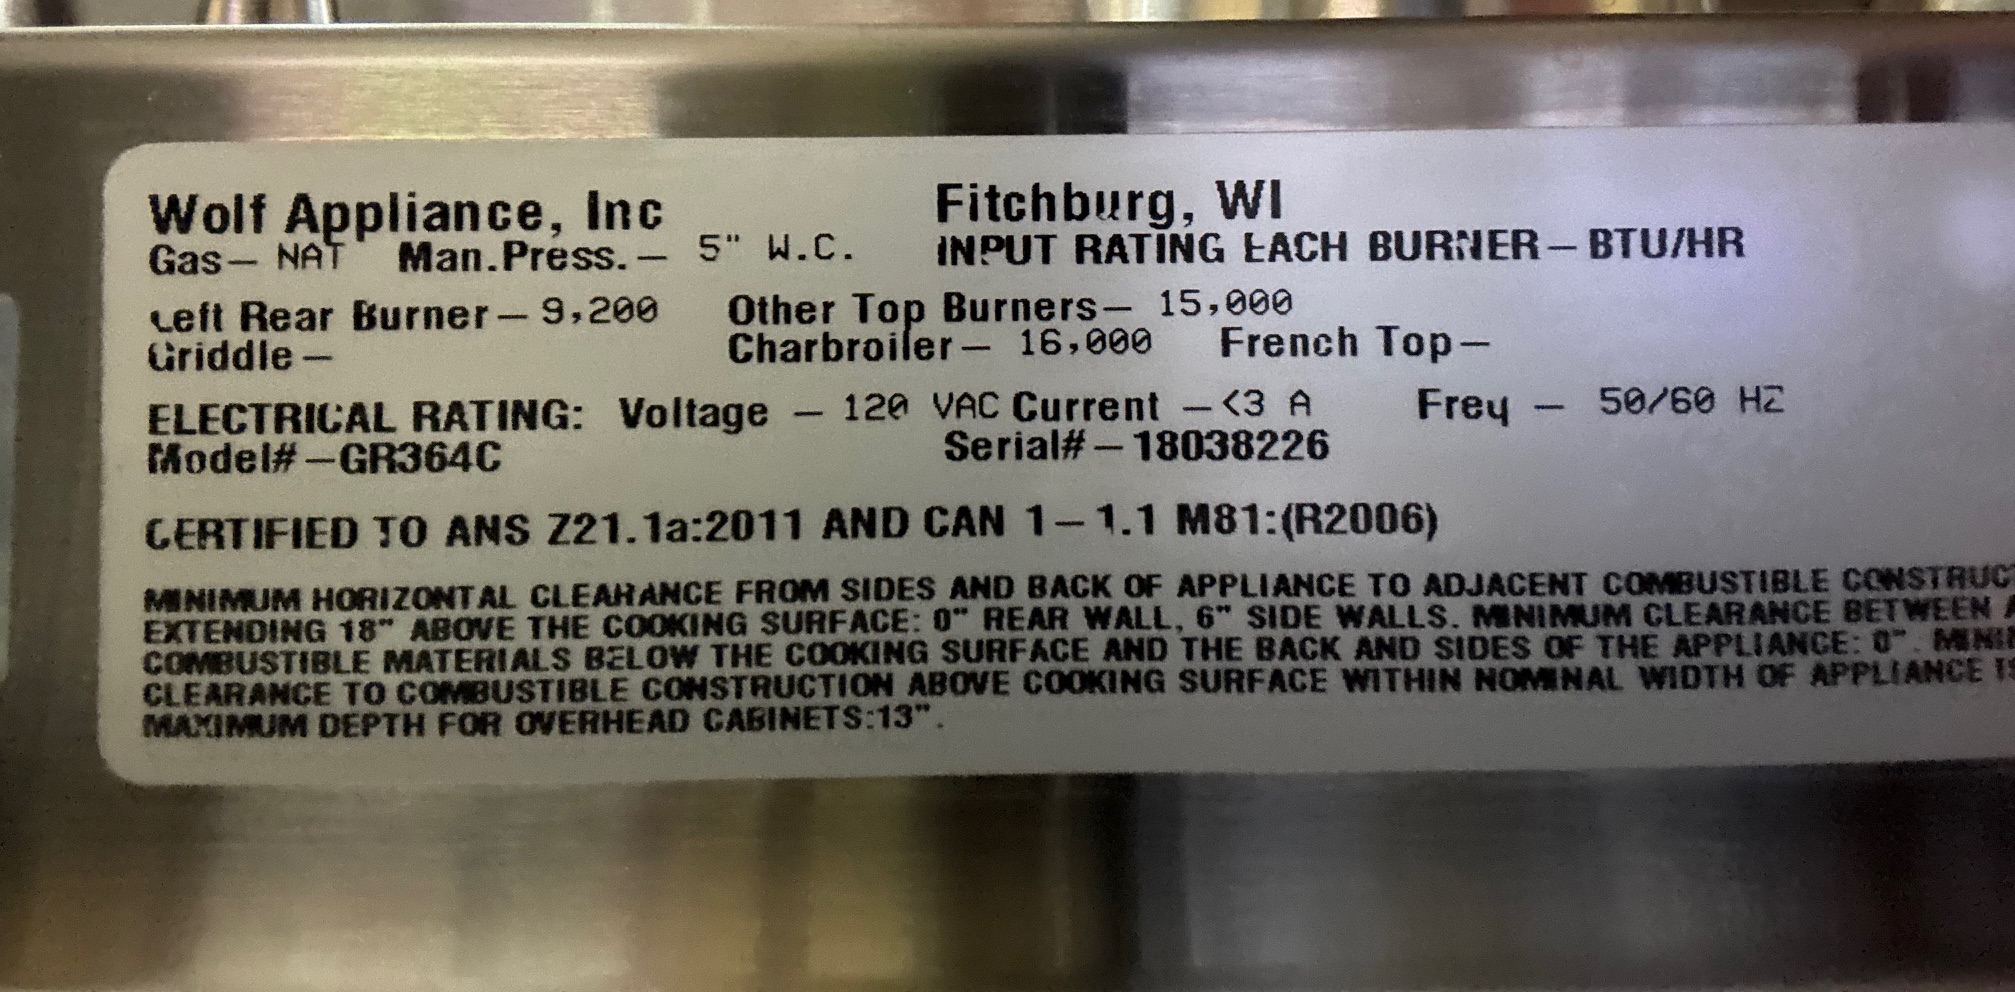 Wolf Appliance, Inc Fitchburg, WI
Gas— NAT Man.Press.— 5" W.C. INPUT RATING EACH BURNER— BTU/HR
Left Rear Burner— 9,200 Other Top Burners— 15,000
Griddle— Charbroiler— 16,000 French Top—
ELECTRICAL RATING: Voltage — 120 VAC Current — <3 A Freq — 50/60 HZ
Model# —GR364C Serial# — 18038226
CERTIFIED TO ANS Z21.1a:2011 AND CAN 1—1.1 M81:(R2006)
MINIMUM HORIZONTAL CLEARANCE FROM SIDES AND BACK OF APPLIANCE TO ADJACENT COMBUSTIBLE CONSTRUC
EXTENDING 18" ABOVE THE COOKING SURFACE: 0" REAR WALL, 6" SIDE WALLS. MINIMUM CLEARANCE BETWEEN
COMBUSTIBLE MATERIALS BELOW THE COOKING SURFACE AND THE BACK AND SIDES OF THE APPLIANCE: 0". MINI
CLEARANCE TO COMBUSTIBLE CONSTRUCTION ABOVE COOKING SURFACE WITHIN NOMINAL WIDTH OF APPLIANCE
MAXIMUM DEPTH FOR OVERHEAD CABINETS:13".